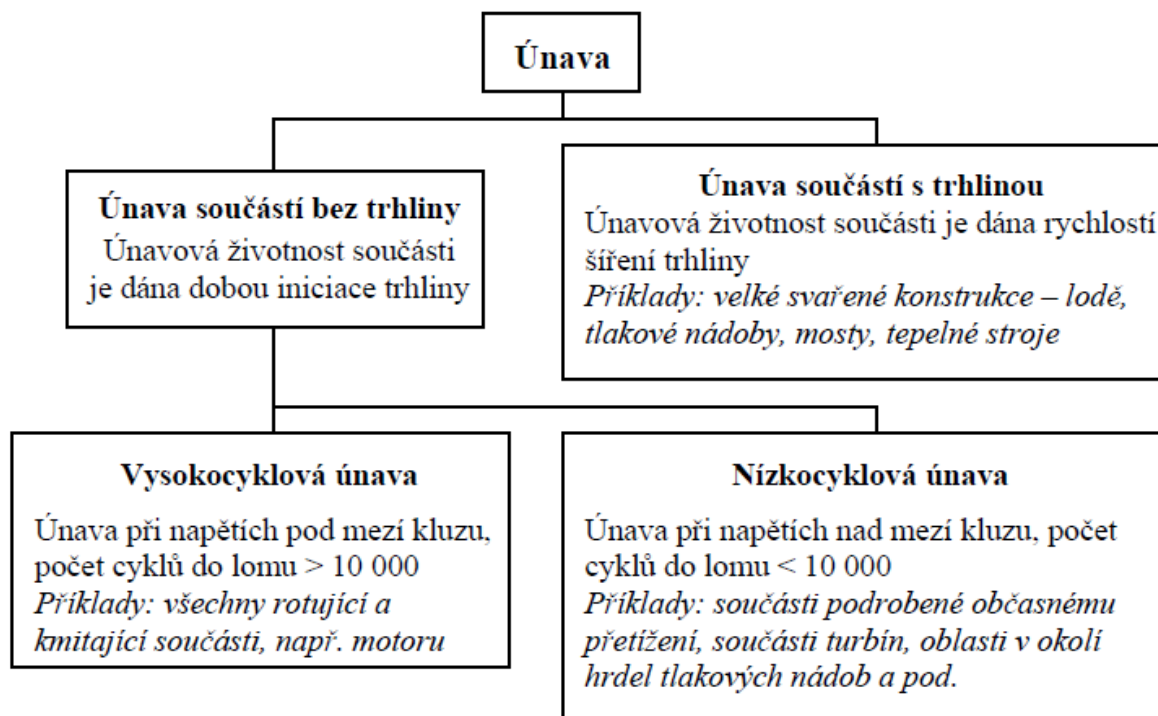 Únava
Únava součástí bez trhliny
Únavová životnost součásti
je dána dobou iniciace trhliny
Únava součástí s trhlinou
Únavová životnost součásti je dána rychlostí
šíření trhliny
Příklady: velké svařené konstrukce – lodě,
tlakové nádoby, mosty, tepelné stroje
Vysokocyklová únava
Únava při napětích pod mezí kluzu,
počet cyklů do lomu > 10 000
Příklady: všechny rotující a
kmitající součásti, např. motoru
Nízkocyklová únava
Únava při napětích nad mezí kluzu, počet
cyklů do lomu < 10 000
Příklady: součásti podrobené občasnému
přetížení, součásti turbín, oblasti v okolí
hrdel tlakových nádob a pod.